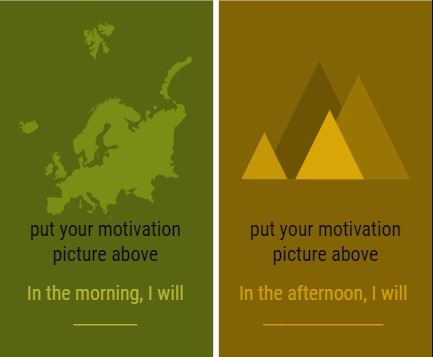 put your motivation
picture above
In the morning, I will
________
put your motivation
picture above
In the afternoon, I will
_______________